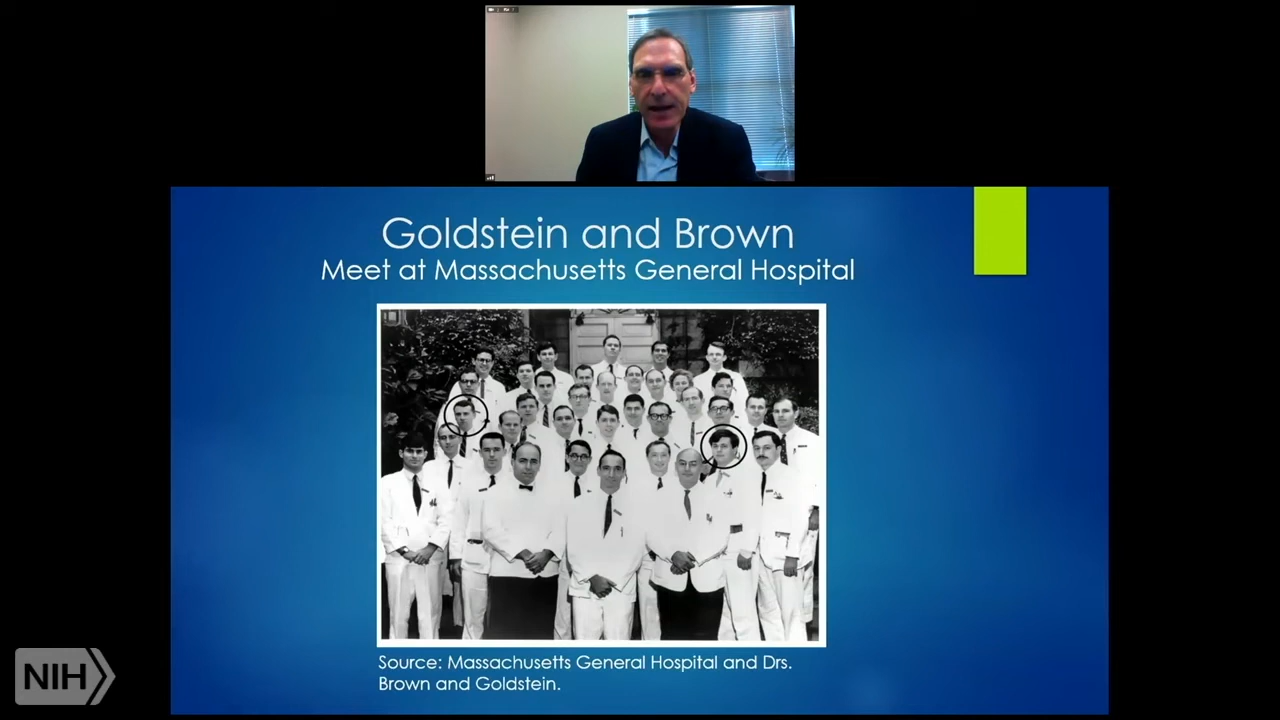 Goldstein and Brown
Meet at Massachusetts General Hospital
Source: Massachusetts General Hospital and Drs.
Brown and Goldstein.
NIH